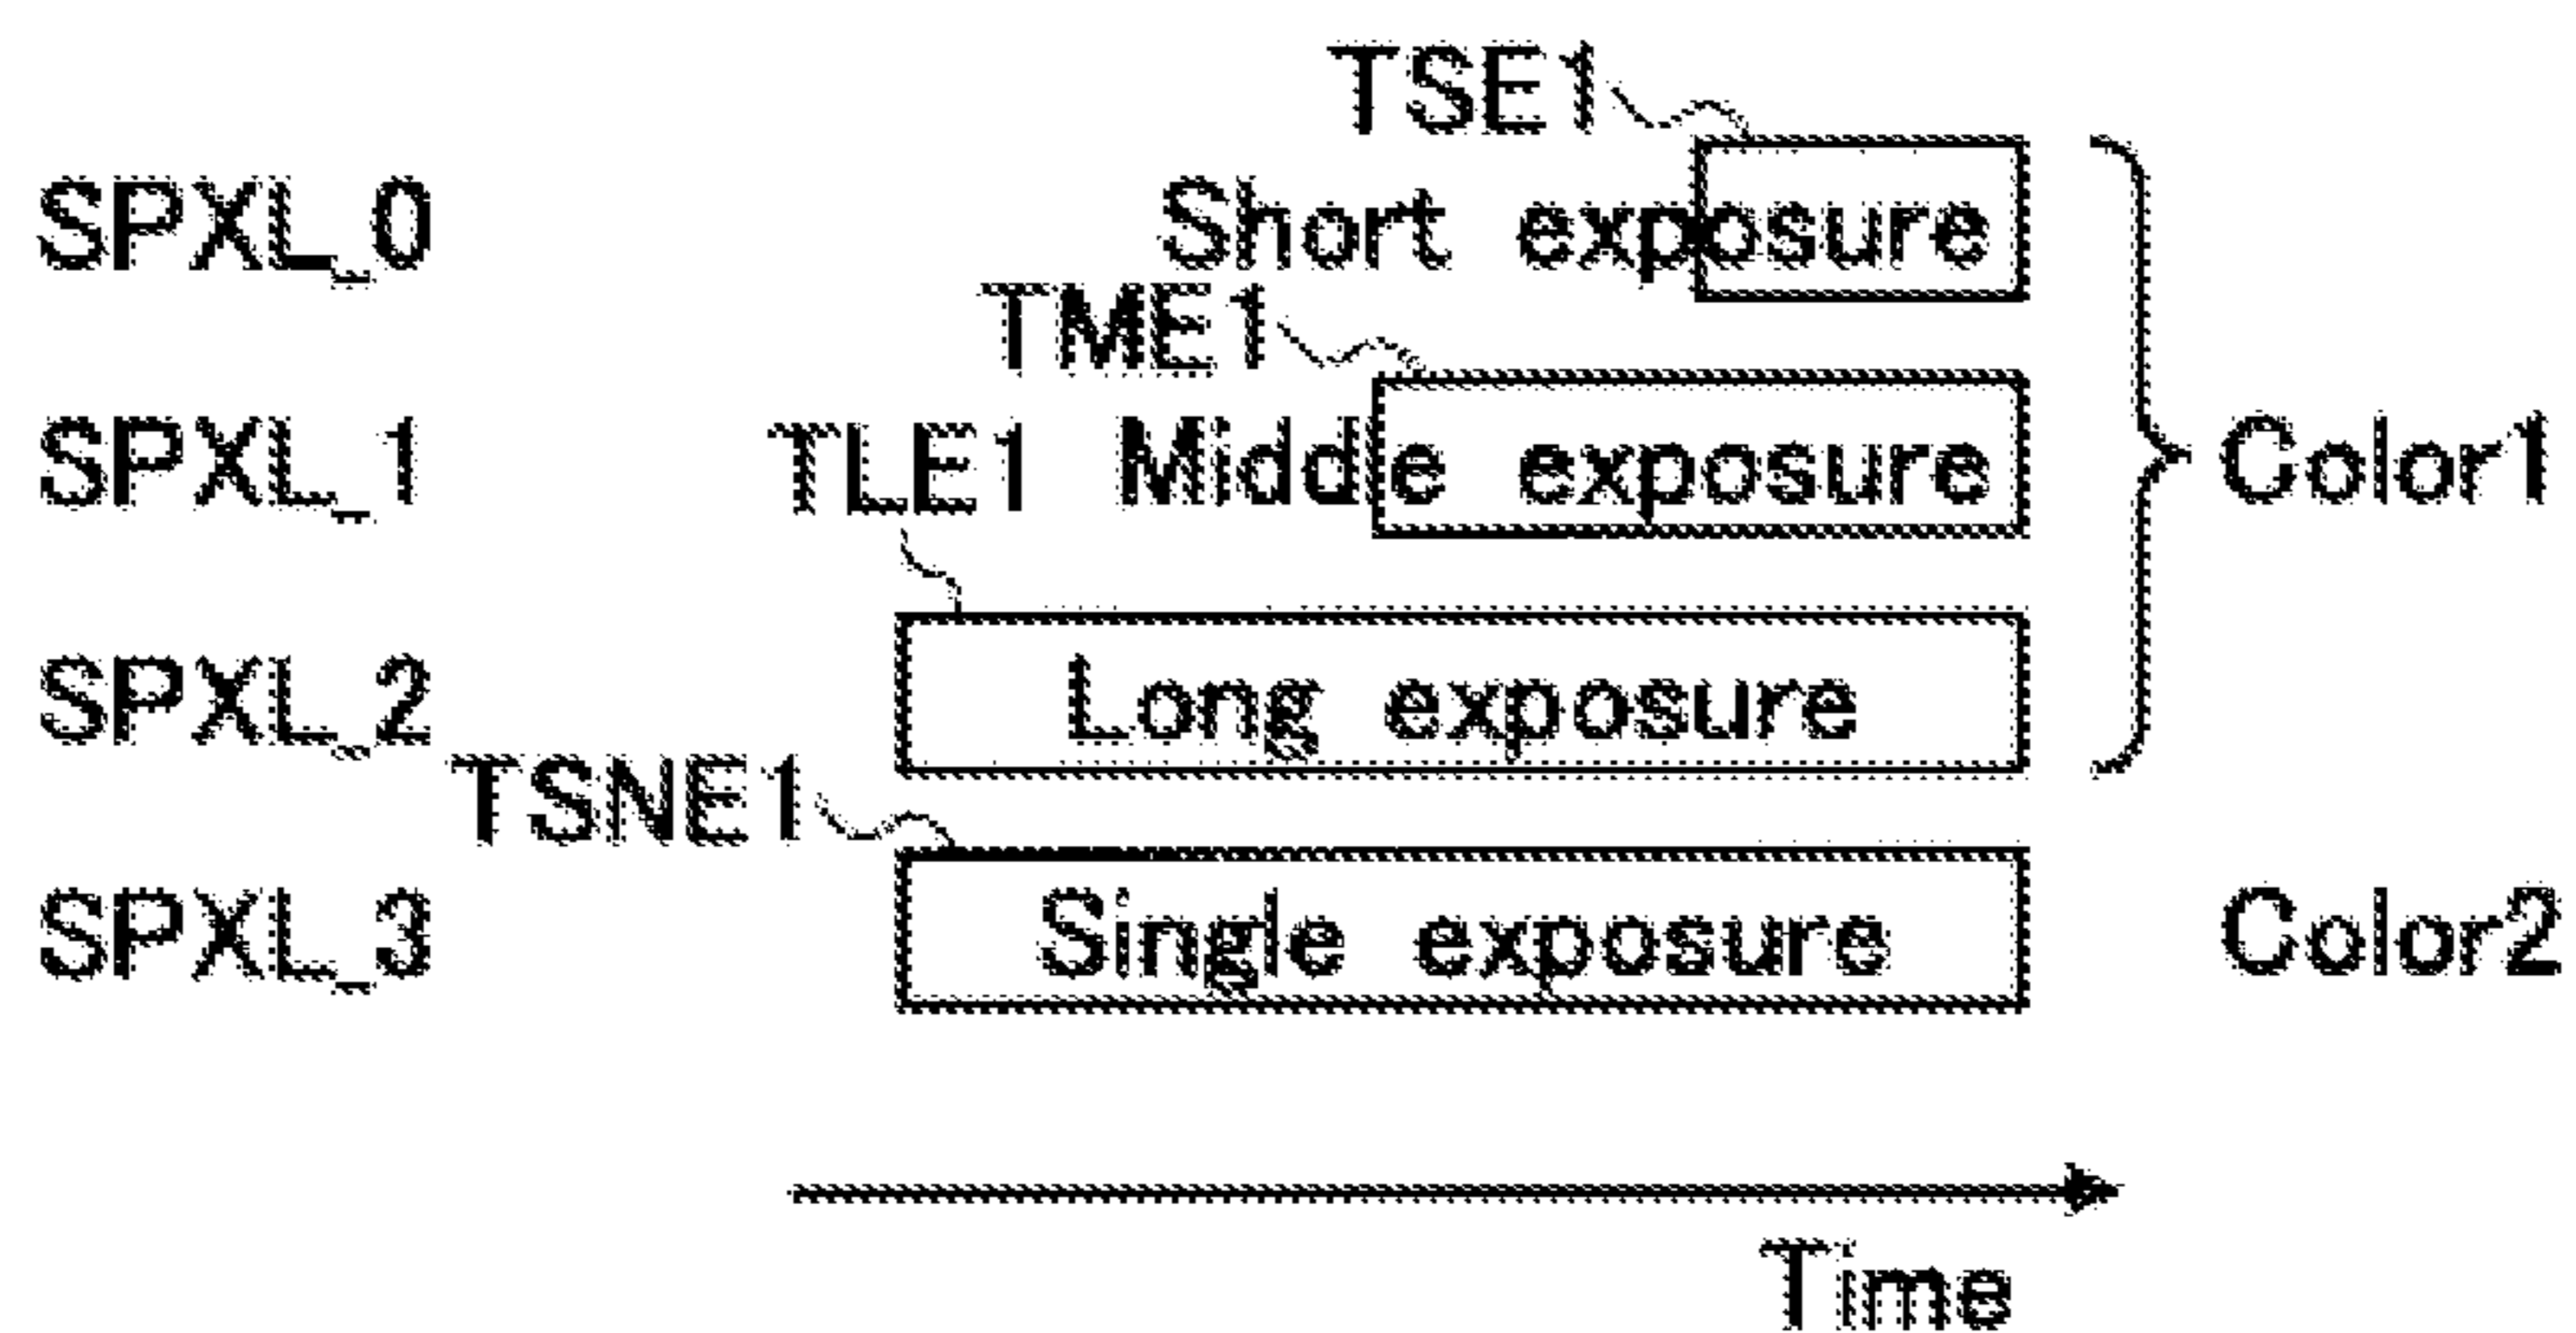 TSE1
SPXL_0 Short exposure
TME1
SPXL_1 TLE1 Middle exposure Color1
SPXL_2 Long exposure
TSNE1
SPXL_3 Single exposure Color2
Time